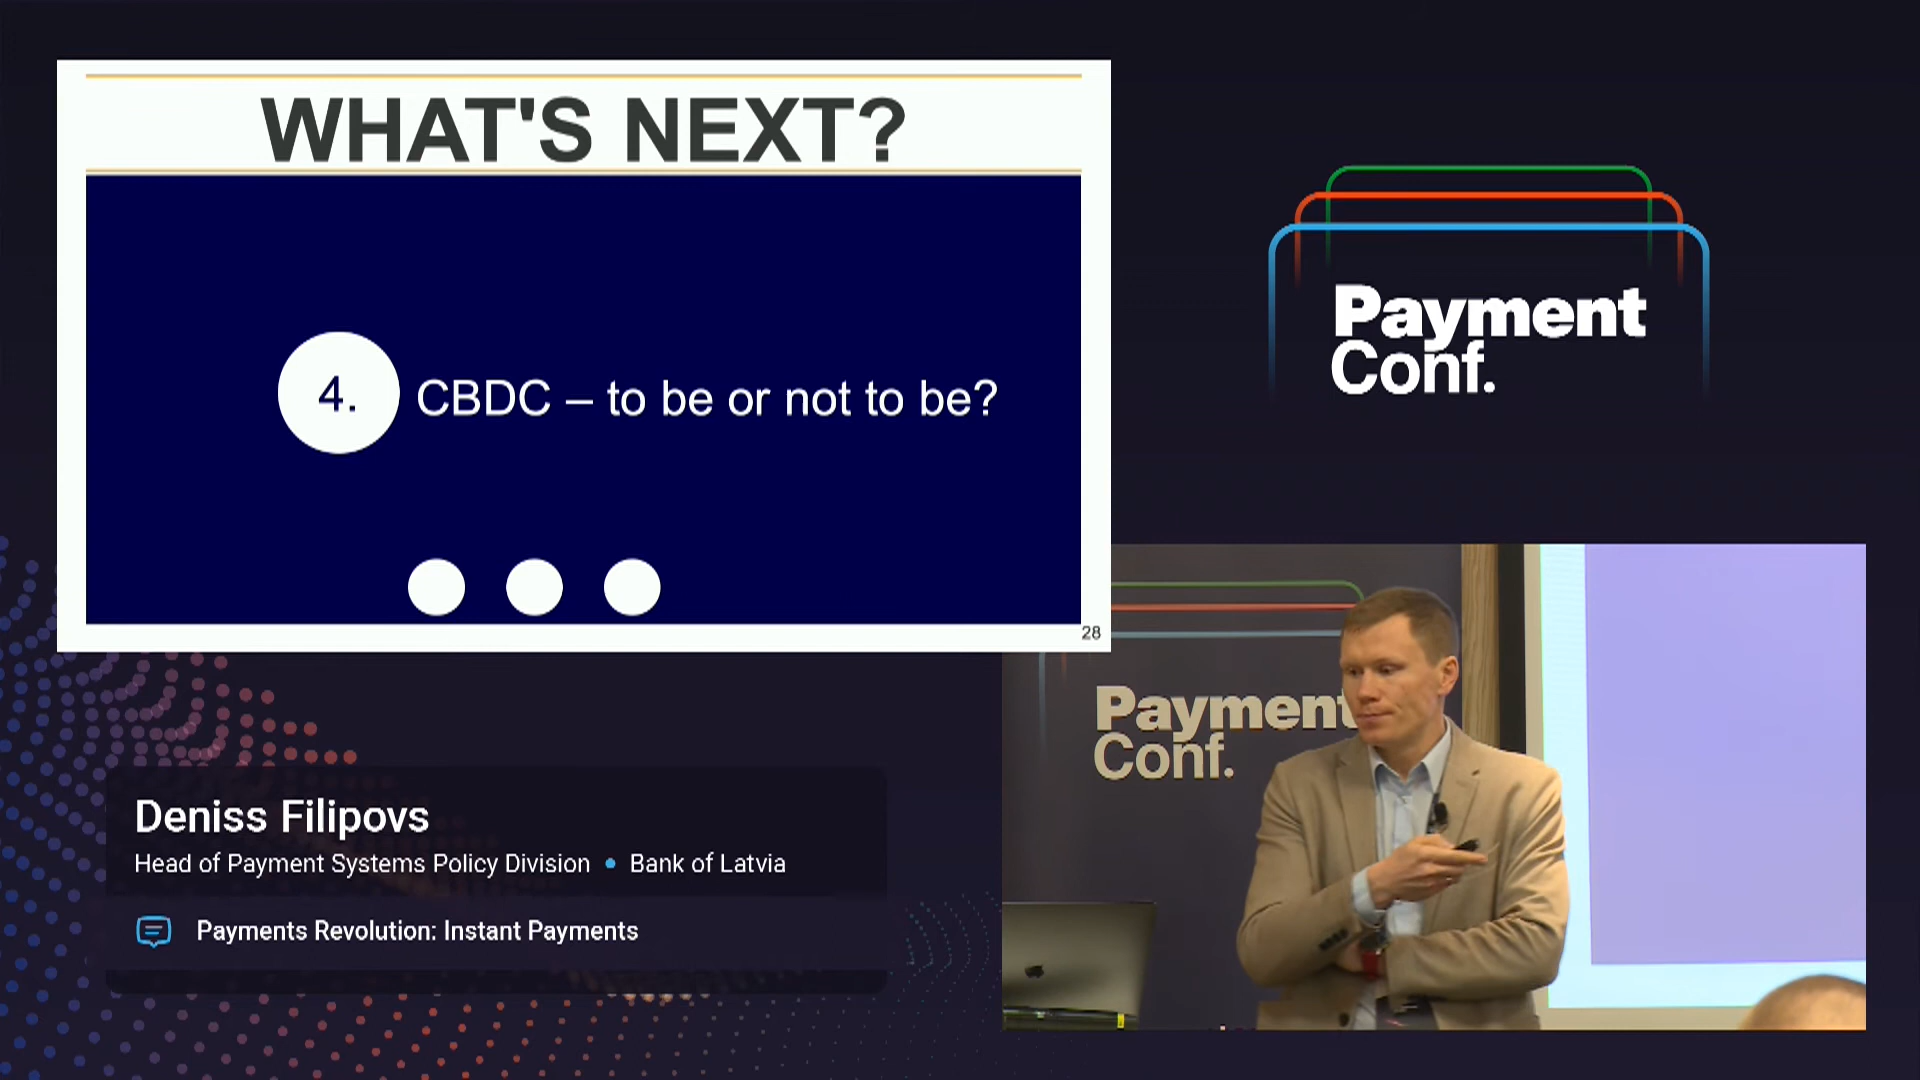 WHAT'S NEXT?
4.
CBDC – to be or not to be?
28
Payment
Conf.
Payment
Conf.
Deniss Filipovs
Head of Payment Systems Policy Division • Bank of Latvia
Payments Revolution: Instant Payments